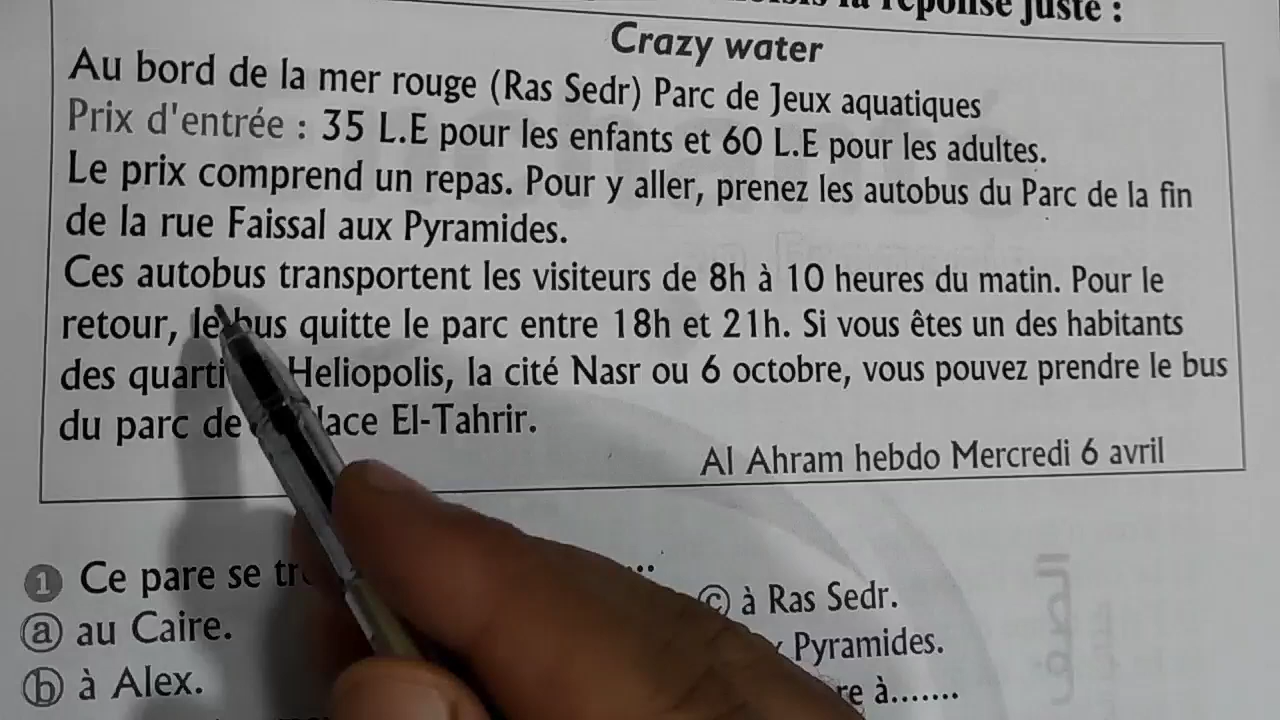 la réponse juste :
Crazy water
Au bord de la mer rouge (Ras Sedr) Parc de Jeux aquatiques
Prix d'entrée : 35 L.E pour les enfants et 60 L.E pour les adultes.
Le prix comprend un repas. Pour y aller, prenez les autobus du Parc de la fin
de la rue Faissal aux Pyramides.
Ces autobus transportent les visiteurs de 8h à 10 heures du matin. Pour le
retour, le bus quitte le parc entre 18h et 21h. Si vous êtes un des habitants
des Heliopolis, la cité Nasr ou 6 octobre, vous pouvez prendre le bus
du parc de El-Tahrir.
Al Ahram hebdo Mercredi 6 avril
1 Ce pare se
a au Caire.
b à Alex.
c à Ras Sedr.
Pyramides.
à.......